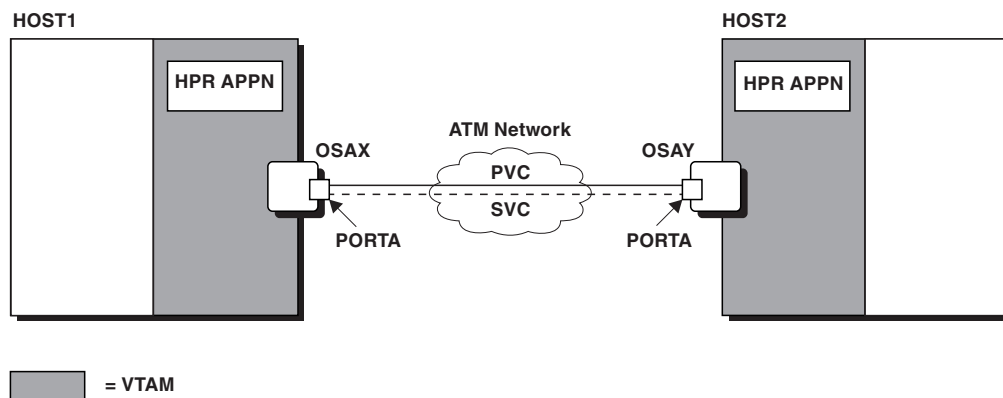 HOST1
HOST2
HPR APPN
HPR APPN
ATM Network
OSAX
OSAY
PVC
SVC
PORTA
PORTA
= VTAM